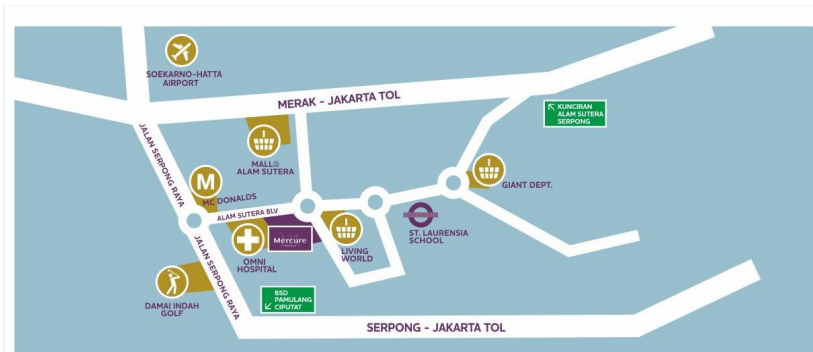 SOEKARNO-HATTA
AIRPORT
MERAK - JAKARTA TOL
KUNCIRAN
ALAM SUTERA
SERPONG
JALAN SERPONG RAYA
MALL@
ALAM SUTERA
M
MC DONALDS
GIANT DEPT.
ALAM SUTERA BLV
ST. LAURENSIA
SCHOOL
Mercure
LIVING
WORLD
OMNI
HOSPITAL
JALAN SERPONG RAYA
DAMAI INDAH
GOLF
BSD
PAMULANG
CIPUTAT
SERPONG - JAKARTA TOL